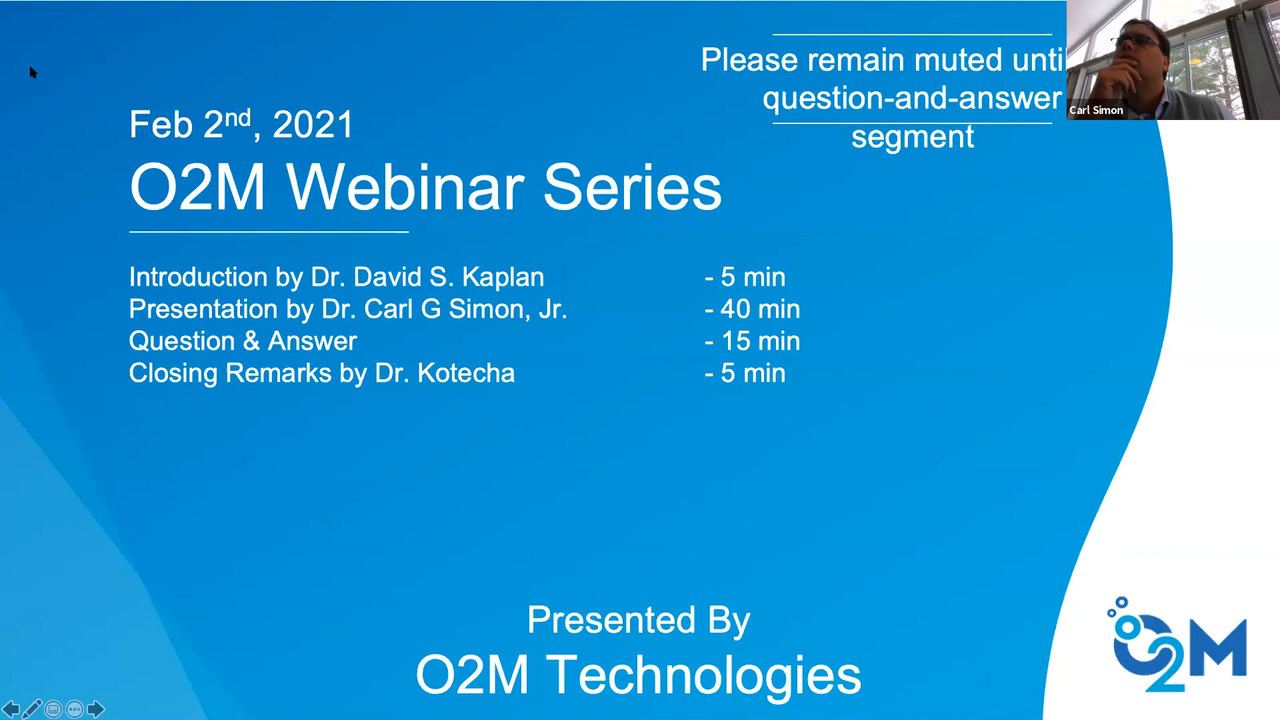 Please remain muted unti
question-and-answer
segment
Carl Simon
Feb 2nd, 2021
O2M Webinar Series
Introduction by Dr. David S. Kaplan - 5 min
Presentation by Dr. Carl G Simon, Jr. - 40 min
Question & Answer - 15 min
Closing Remarks by Dr. Kotecha - 5 min
Presented By
O2M Technologies
O2M